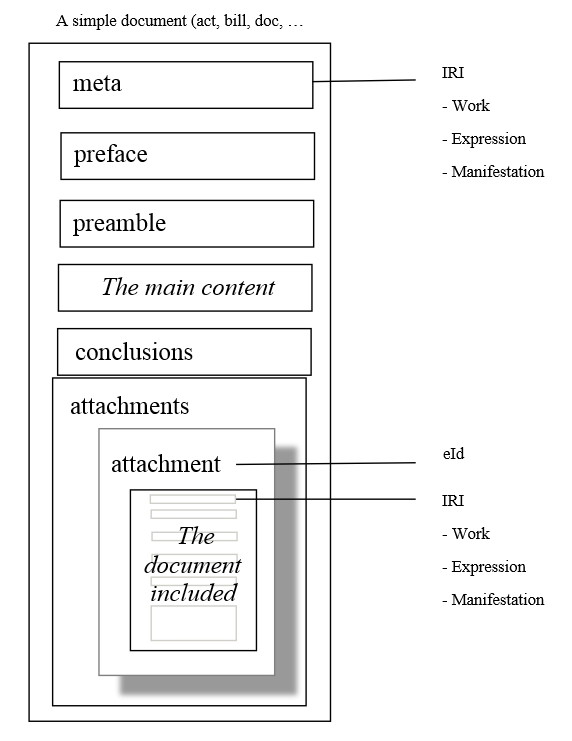 A simple document (act, bill, doc, …
meta
IRI
- Work
- Expression
- Manifestation
preface
preamble
The main content
conclusions
attachments
attachment
eId
IRI
- Work
- Expression
- Manifestation
The
document
included